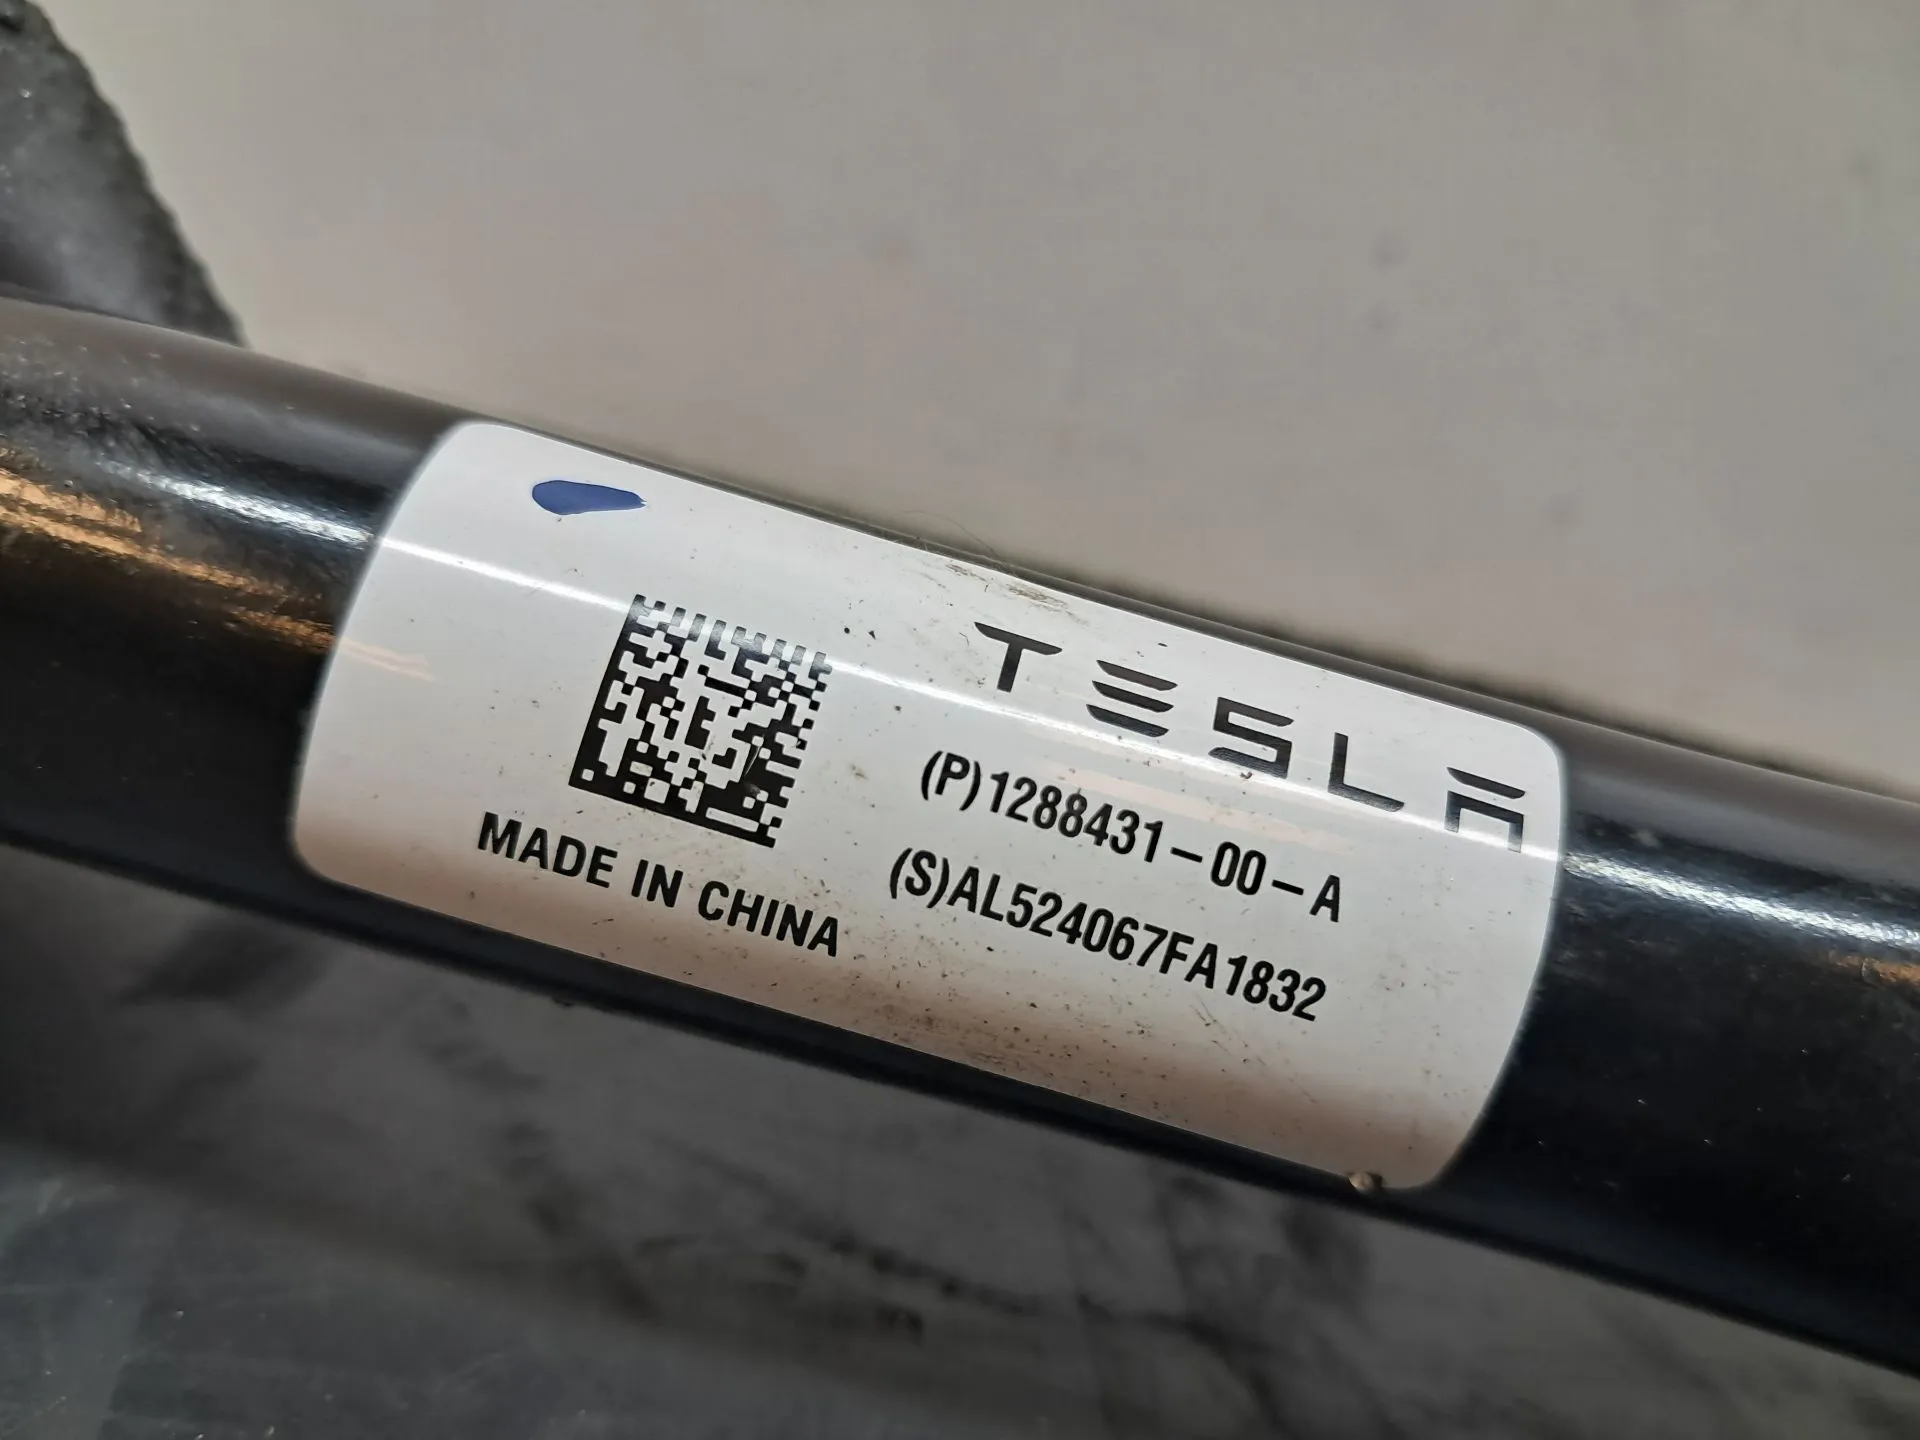 TESLA
(P)1288431-00-A
(S)AL524067FA1832
MADE IN CHINA